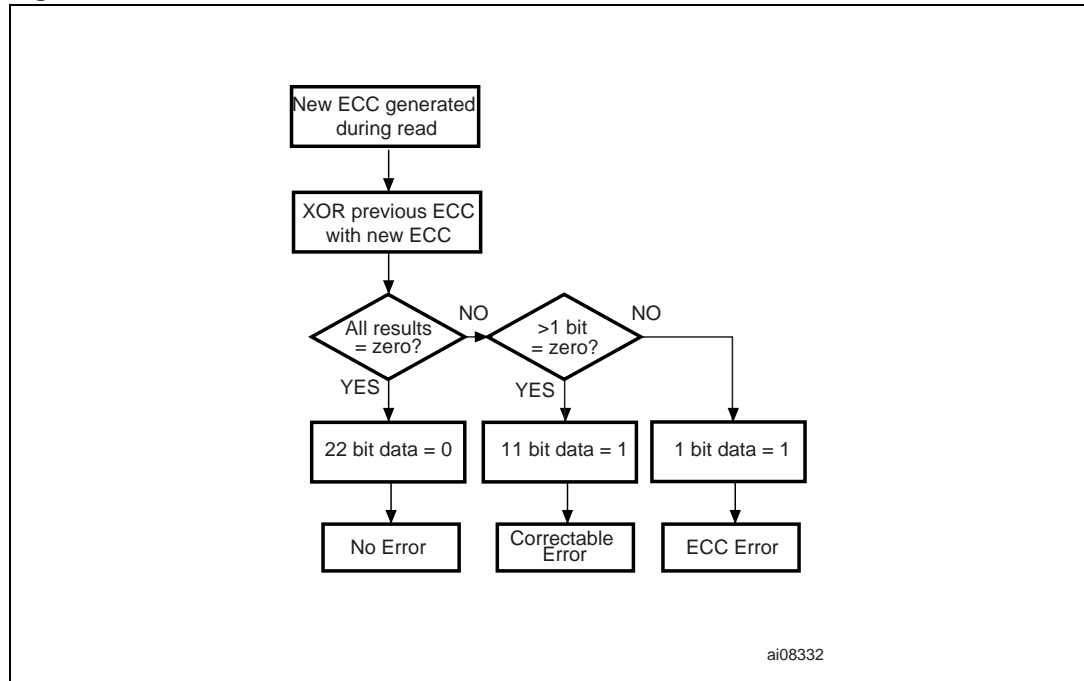 New ECC generated
during read
XOR previous ECC
with new ECC
All results
= zero?
NO
>1 bit
= zero?
NO
YES
YES
22 bit data = 0
11 bit data = 1
1 bit data = 1
No Error
Correctable
Error
ECC Error
ai08332